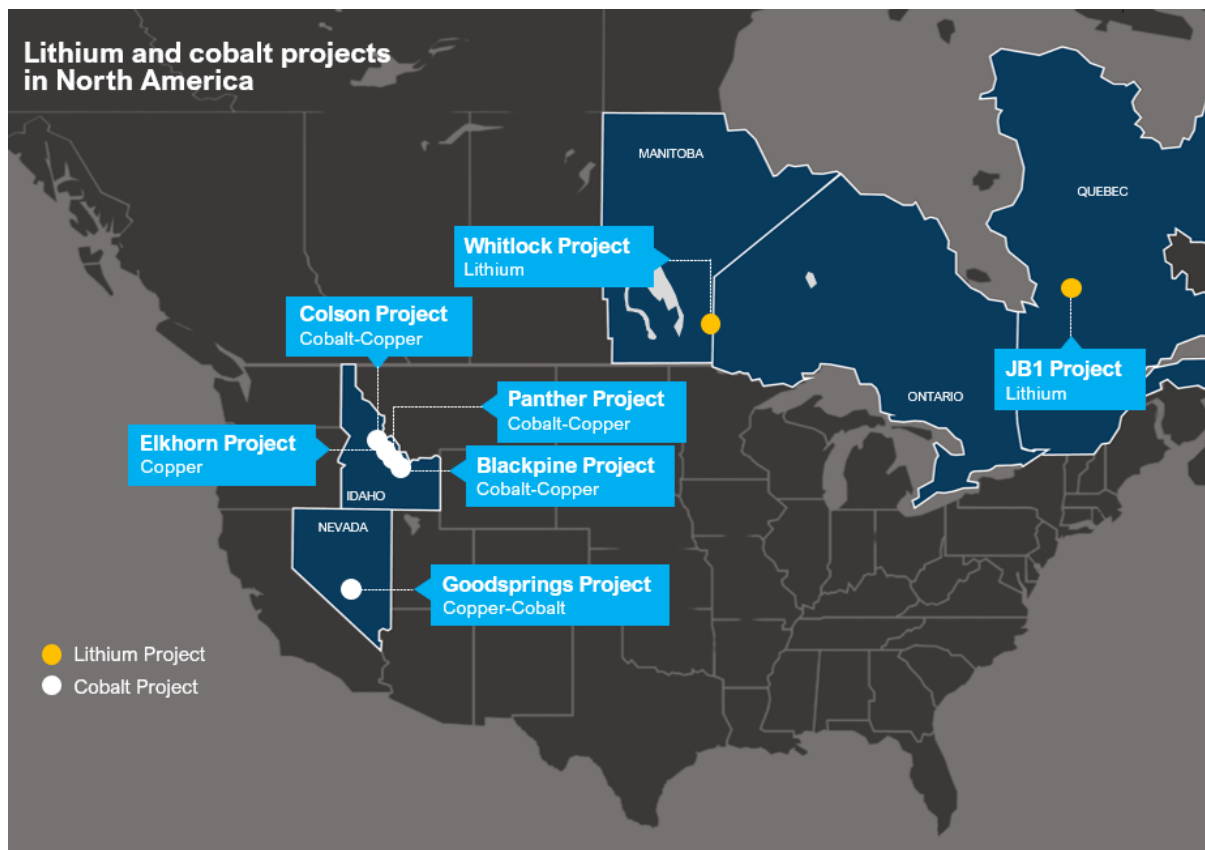 Lithium and cobalt projects
in North America
MANITOBA
QUEBEC
Whitlock Project
Lithium
Colson Project
Cobalt-Copper
JB1 Project
Lithium
ONTARIO
Panther Project
Cobalt-Copper
Elkhorn Project
Copper
Blackpine Project
Cobalt-Copper
IDAHO
NEVADA
Goodsprings Project
Copper-Cobalt
Lithium Project
Cobalt Project